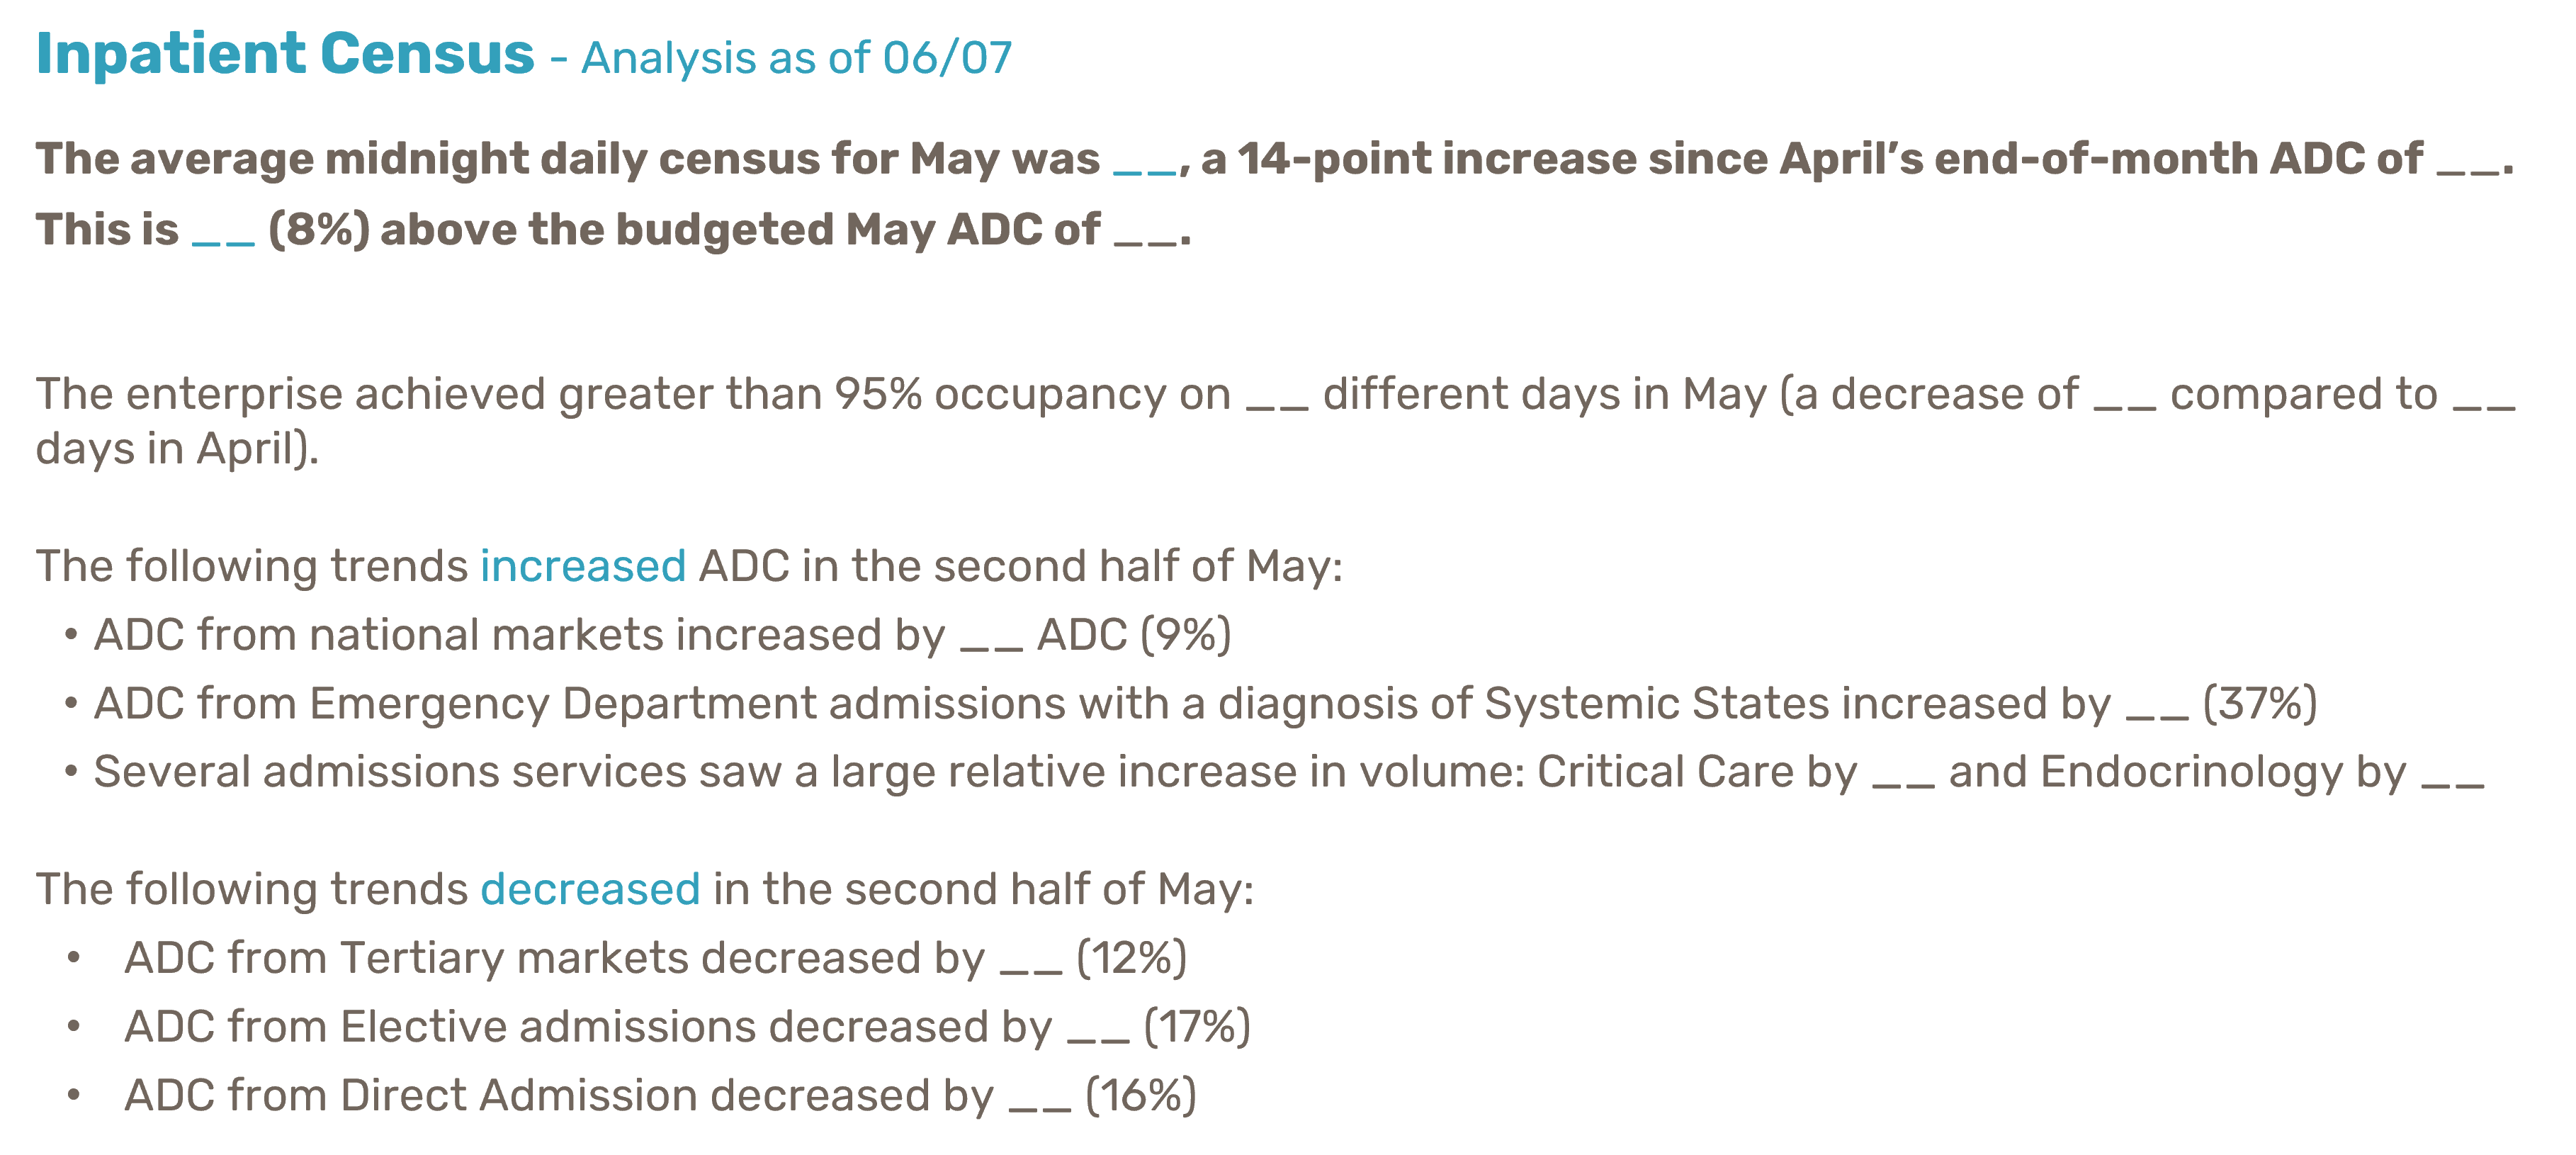 Inpatient Census - Analysis as of 06/07
The average midnight daily census for May was __, a 14-point increase since April’s end-of-month ADC of __.
This is __ (8%) above the budgeted May ADC of __.
The enterprise achieved greater than 95% occupancy on __ different days in May (a decrease of __ compared to __
days in April).
The following trends increased ADC in the second half of May:
• ADC from national markets increased by __ ADC (9%)
• ADC from Emergency Department admissions with a diagnosis of Systemic States increased by __ (37%)
• Several admissions services saw a large relative increase in volume: Critical Care by __ and Endocrinology by __
The following trends decreased in the second half of May:
• ADC from Tertiary markets decreased by __ (12%)
• ADC from Elective admissions decreased by __ (17%)
• ADC from Direct Admission decreased by __ (16%)